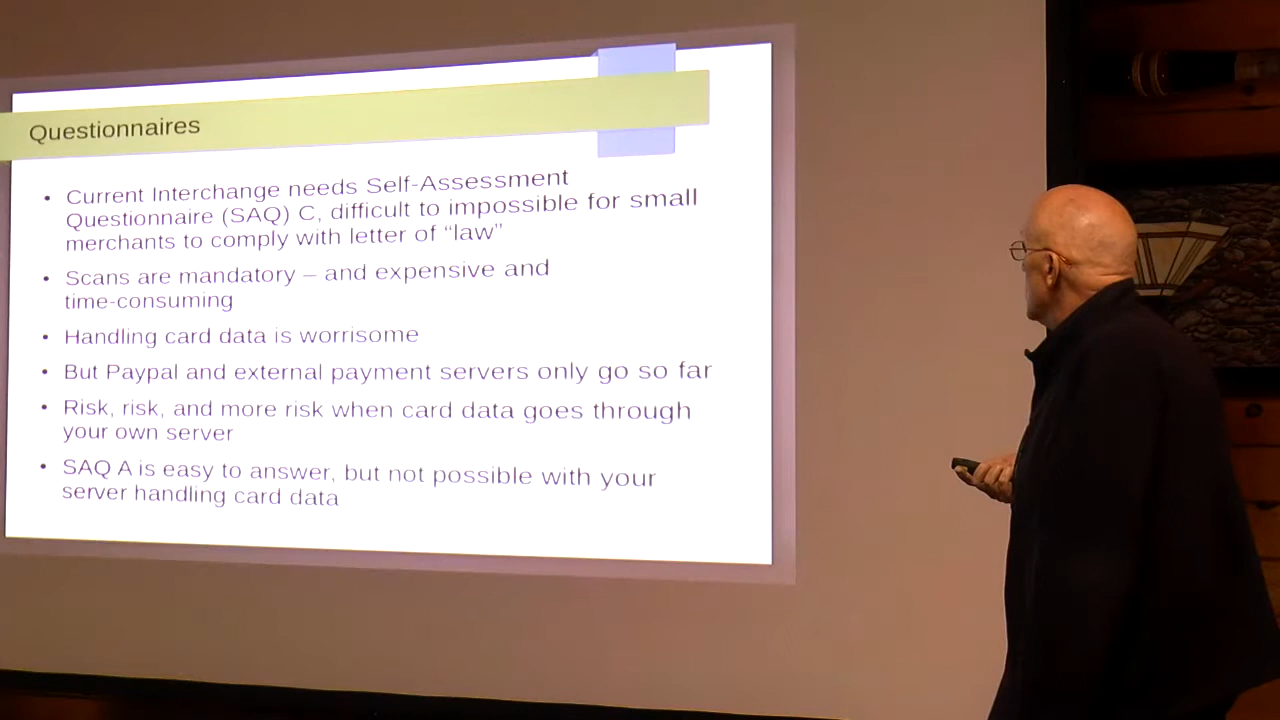 Questionnaires
• Current Interchange needs Self-Assessment
Questionnaire (SAQ) C, difficult to impossible for small
merchants to comply with letter of “law”
• Scans are mandatory – and expensive and
time-consuming
• Handling card data is worrisome
• But Paypal and external payment servers only go so far
• Risk, risk, and more risk when card data goes through
your own server
• SAQ A is easy to answer, but not possible with your
server handling card data